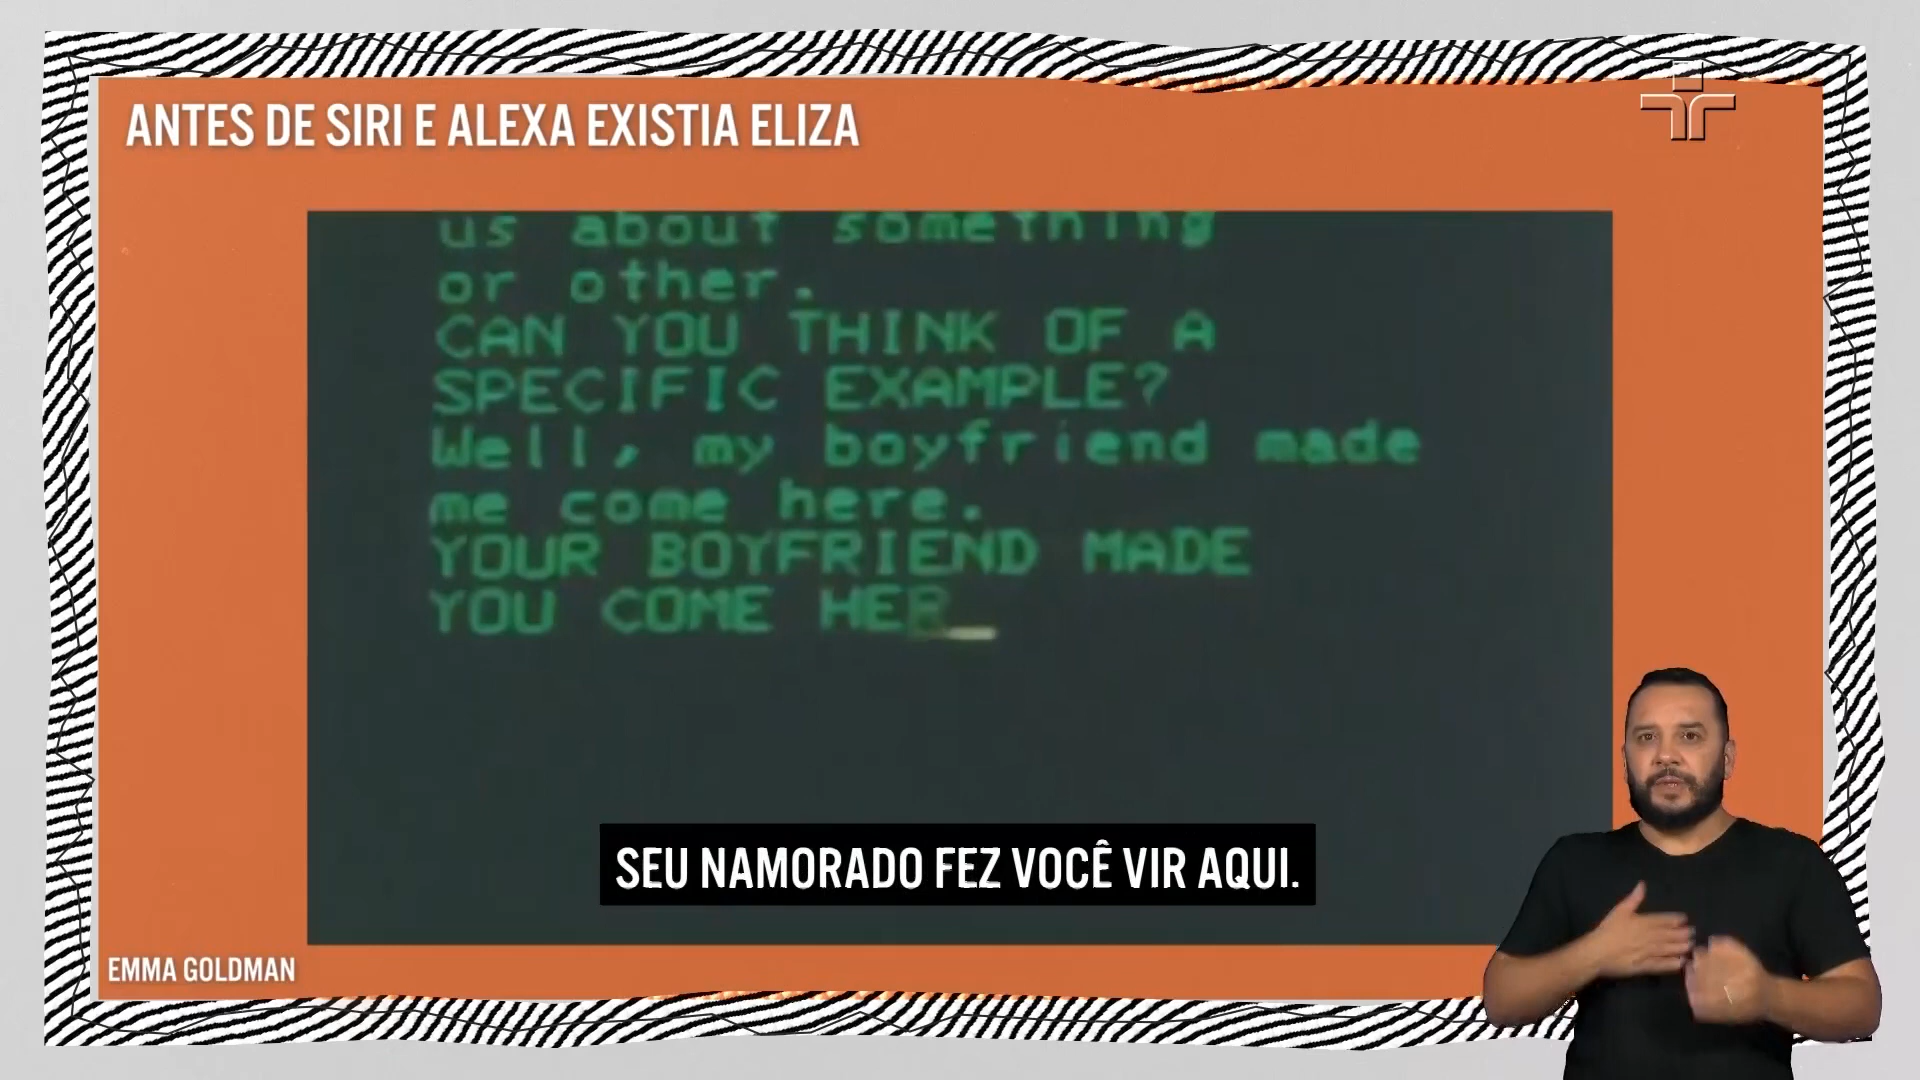 ANTES DE SIRI E ALEXA EXISTIA ELIZA
us about something
or other.
CAN YOU THINK OF A
SPECIFIC EXAMPLE?
Well, my boyfriend made
me come here.
YOUR BOYFRIEND MADE
YOU COME HER
SEU NAMORADO FEZ VOCÊ VIR AQUI.
EMMA GOLDMAN